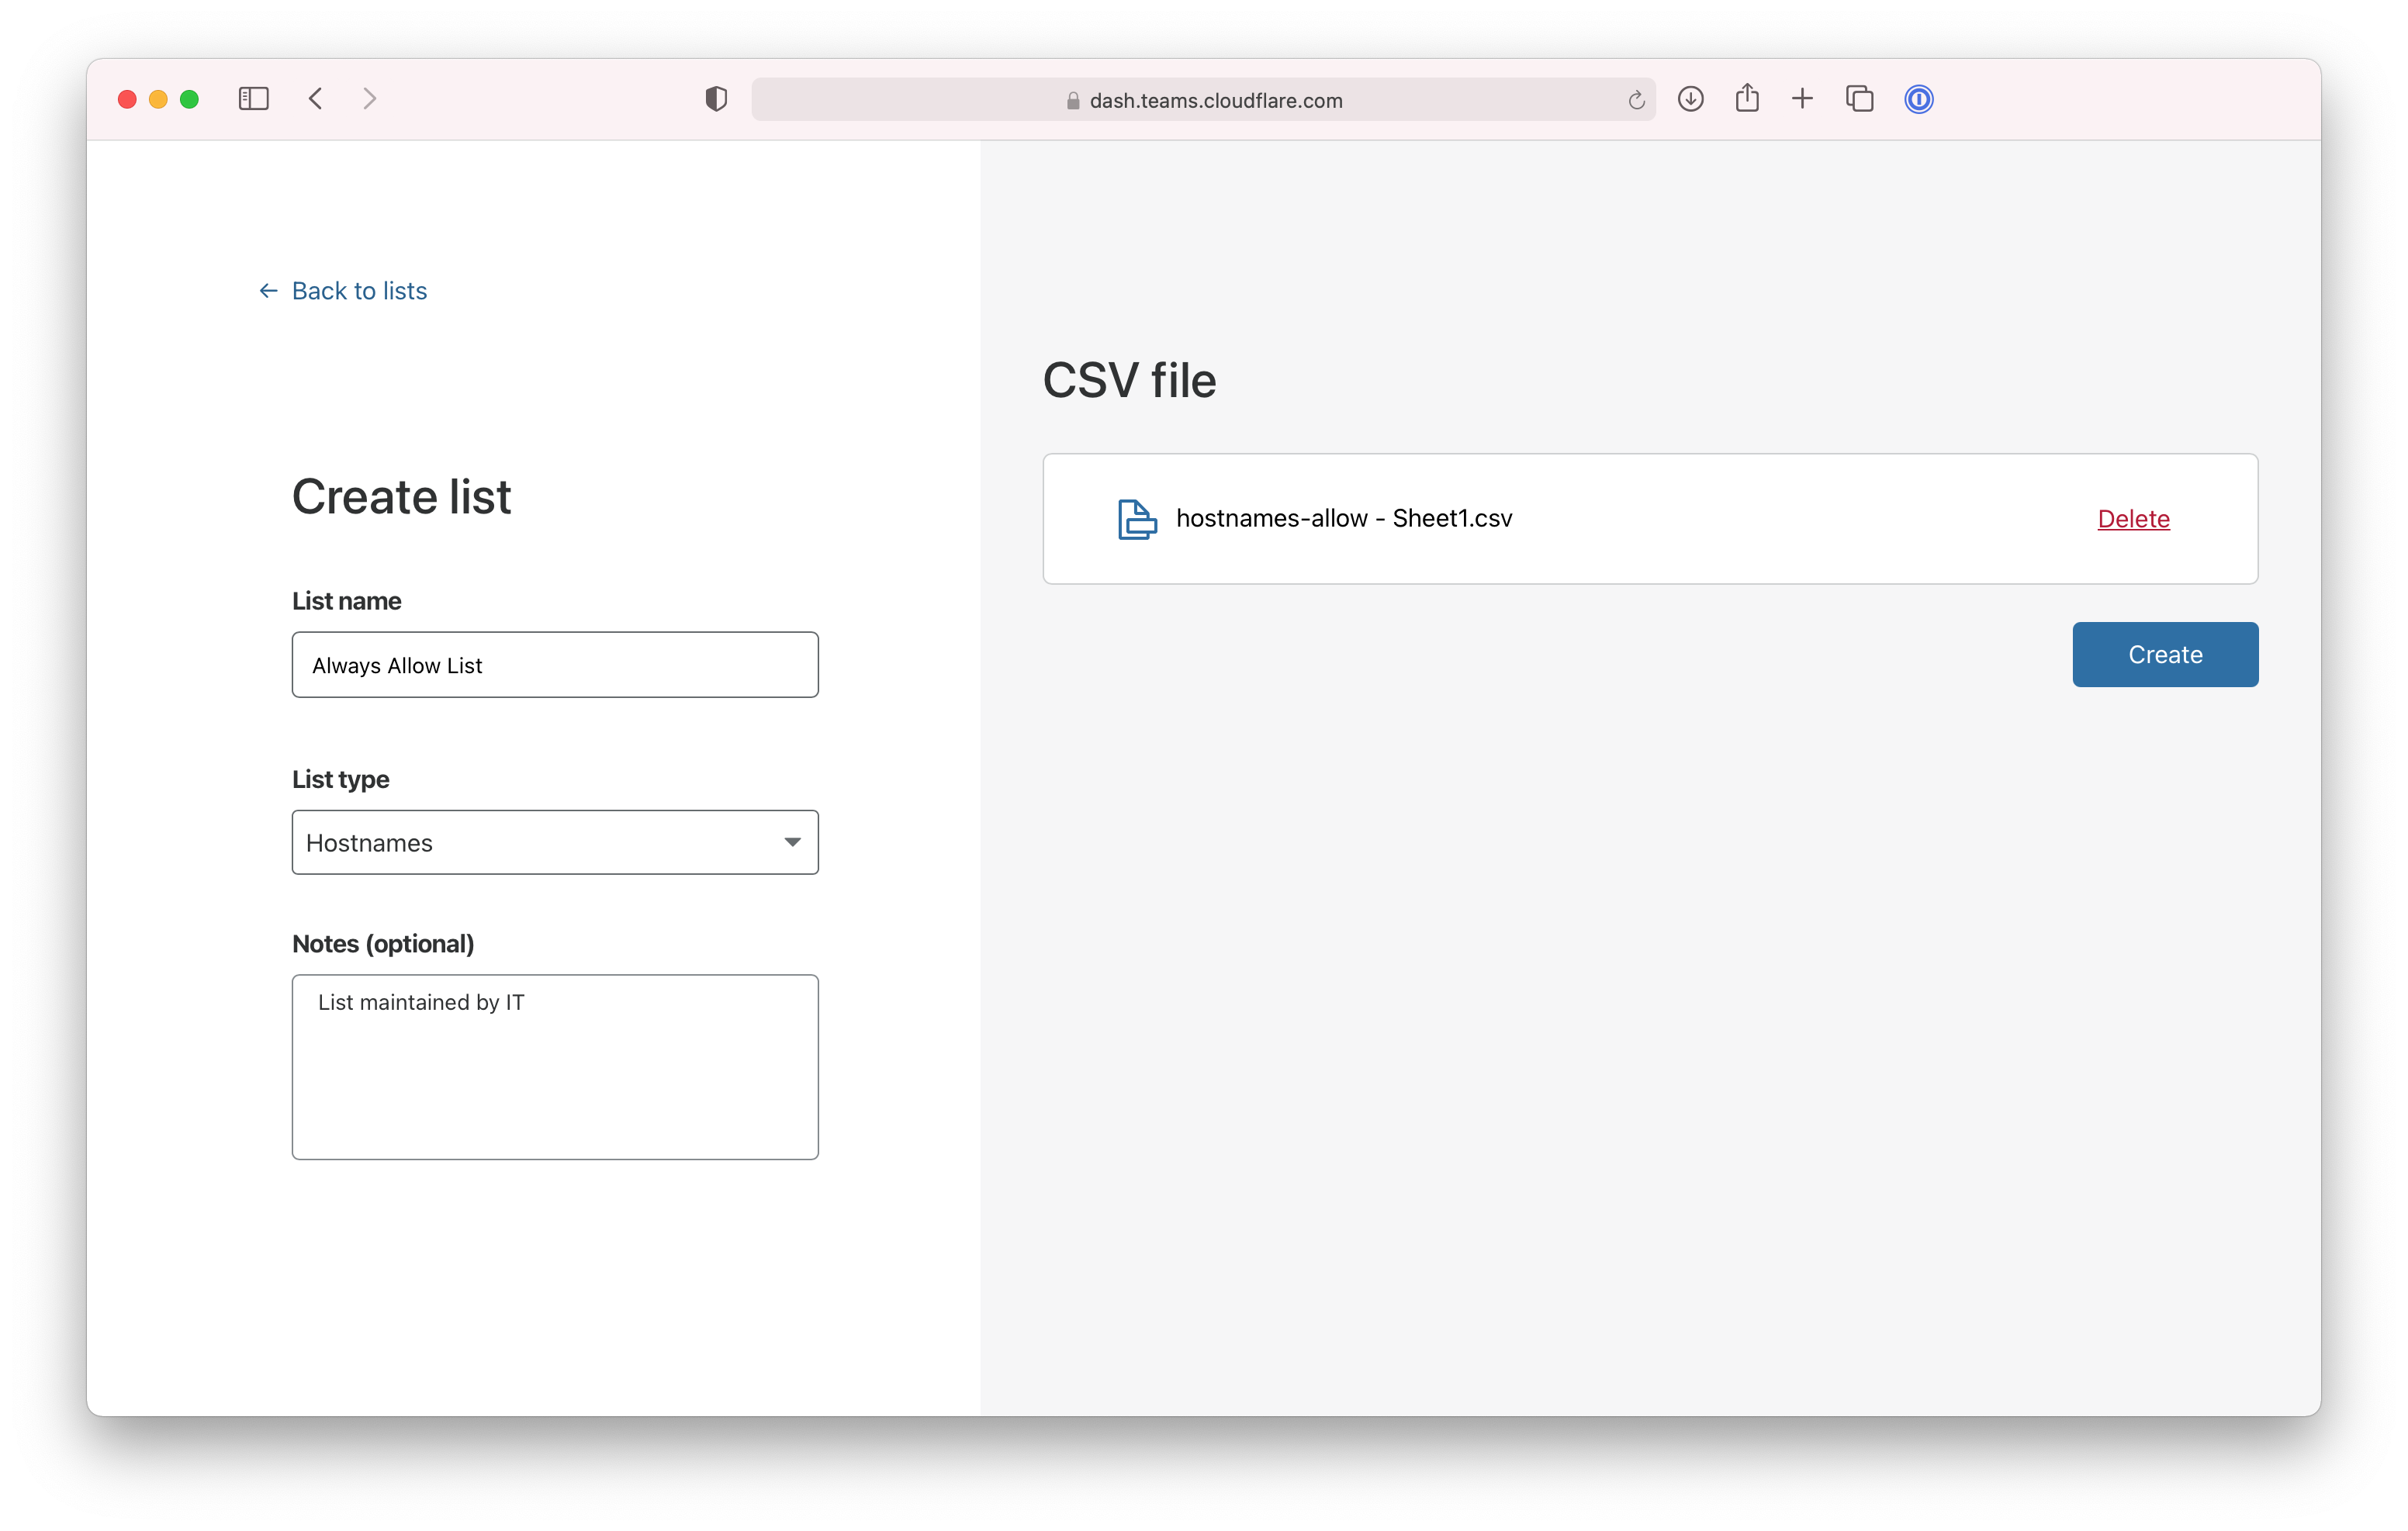 dash.teams.cloudflare.com
Back to lists
Create list
List name
Always Allow List
List type
Hostnames
Notes (optional)
List maintained by IT
CSV file
hostnames-allow - Sheet1.csv
Delete
Create